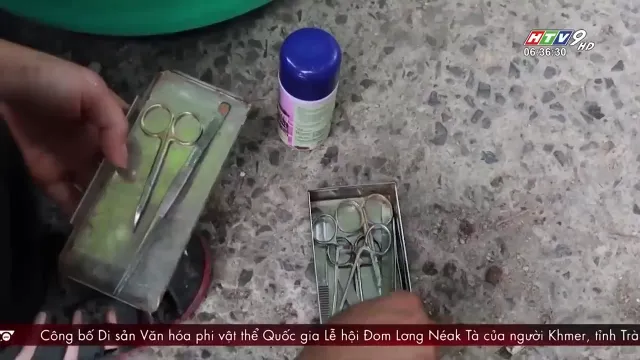 HTV9 HD
06:36:30
Công bố Di sản Văn hóa phi vật thể Quốc gia Lễ hội Đom Lơng Néak Tà của người Khmer, tỉnh Trà